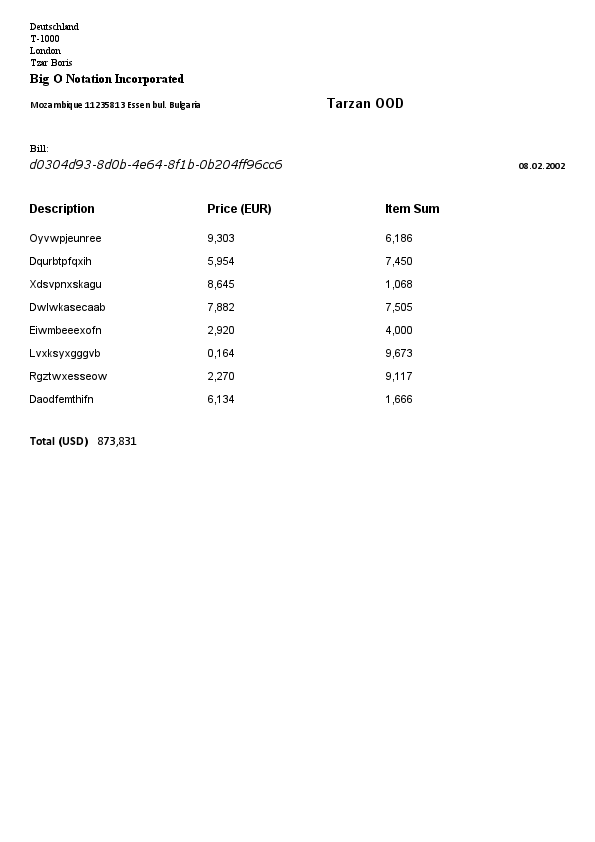 Deutschland
T-1000
London
Tzar Boris
Big O Notation Incorporated
Mozambique 11235813 Essen bul. Bulgaria
Tarzan OOD
Bill:
d0304d93-8d0b-4e64-8f1b-0b204ff96cc6
08.02.2002
Description Price (EUR) Item Sum
Oyvwpjeunree 9,303 6,186
Dqurbtpfqxih 5,954 7,450
Xdsvpnxskagu 8,645 1,068
Dwlwkasecaab 7,882 7,505
Eiwmbeeexofn 2,920 4,000
Lvxksyxgggvb 0,164 9,673
Rgztwxesseow 2,270 9,117
Daodfemthifn 6,134 1,666
Total (USD) 873,831